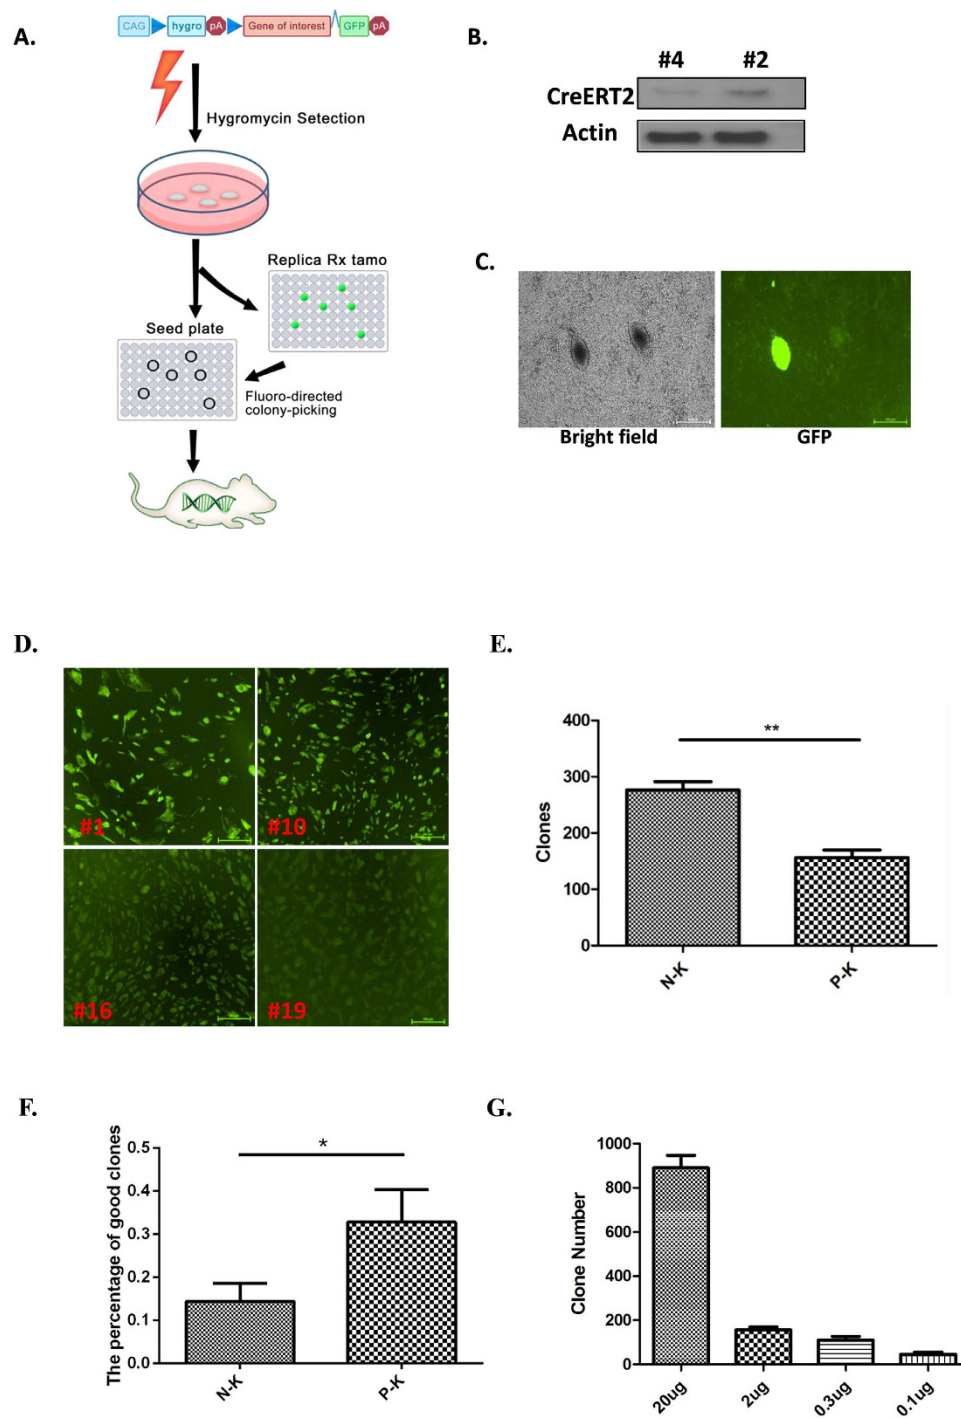 A.
CAG
hygro
pA
Gene of interest
GFP
pA
Hygromycin Selection
Replica Rx tamo
Seed plate
Fluoro-directed
colony-picking
B.
#4 #2
CreERT2
Actin
C.
Bright field GFP
D.
#1 #10
#16 #19
E.
Clones
400
300
200
100
0
**
N-K P-K
F.
The percentage of good clones
0.5
0.4
0.3
0.2
0.1
0.0
*
N-K P-K
G.
Clone Number
1000
800
600
400
200
0
20ug 2ug 0.3ug 0.1ug